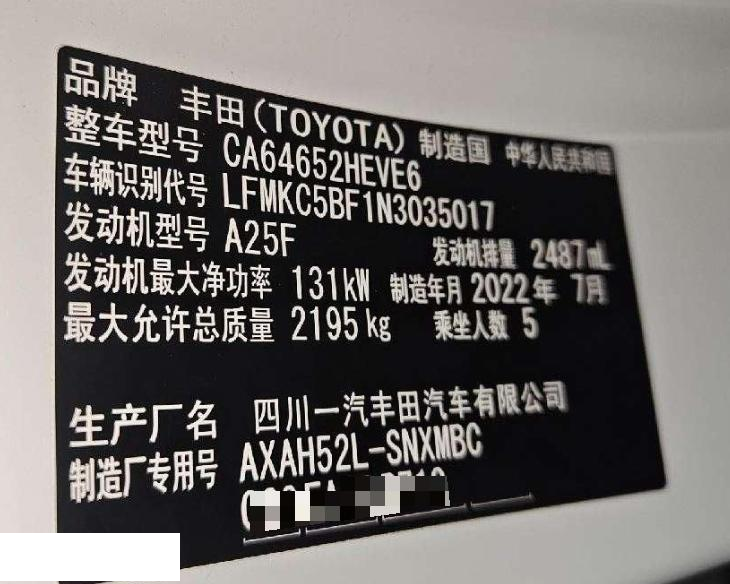 品牌 丰田(TOYOTA) 制造国 中华人民共和国
整车型号 CA64652HEVE6
车辆识别代号 LFMKC5BF1N3035017
发动机型号 A25F 发动机排量 2487mL
发动机最大净功率 131kW 制造年月 2022年 7月
最大允许总质量 2195kg 乘坐人数 5
生产厂名 四川一汽丰田汽车有限公司
制造厂专用号 AXAH52L-SNXMBC